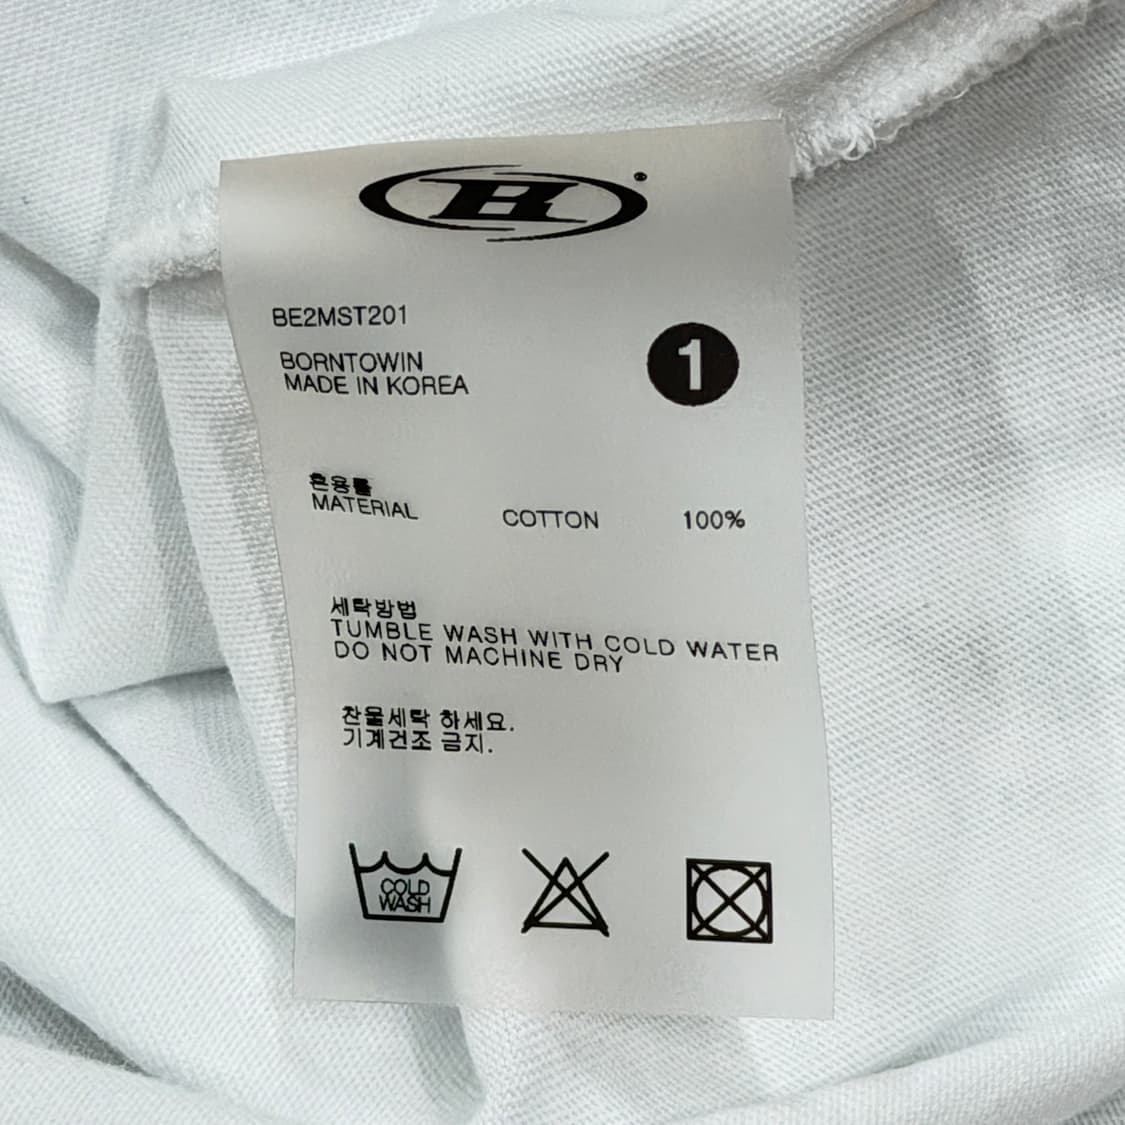 B
BE2MST201
BORNTOWIN
MADE IN KOREA
1
혼용률
MATERIAL COTTON 100%
세탁방법
TUMBLE WASH WITH COLD WATER
DO NOT MACHINE DRY
찬물세탁 하세요.
기계건조 금지.
COLD
WASH